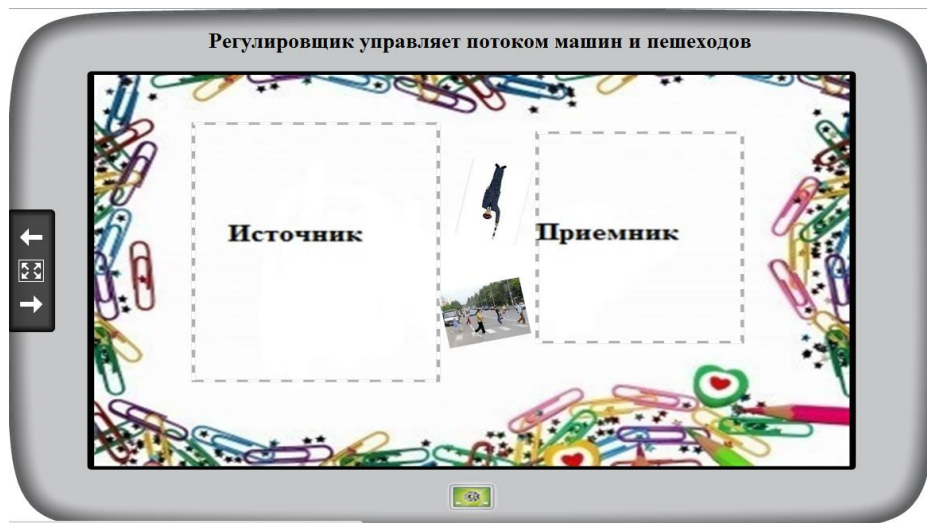 Регулировщик управляет потоком машин и пешеходов
Источник
Приемник